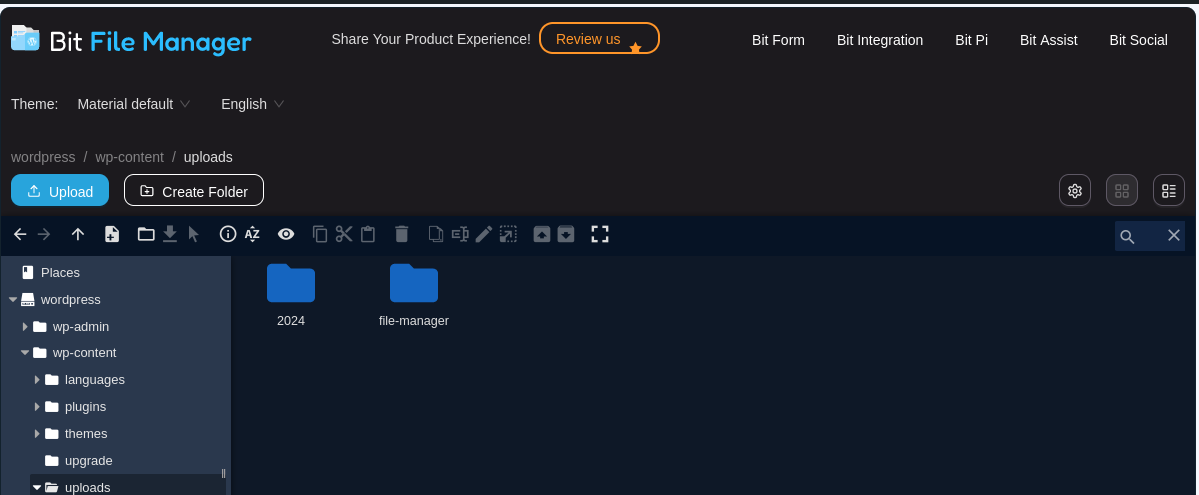 Bit File Manager
Share Your Product Experience! Review us
Bit Form Bit Integration Bit Pi Bit Assist Bit Social
Theme: Material default English
wordpress / wp-content / uploads
Upload Create Folder
AZ
Places
wordpress
wp-admin
wp-content
languages
plugins
themes
upgrade
uploads
2024
file-manager